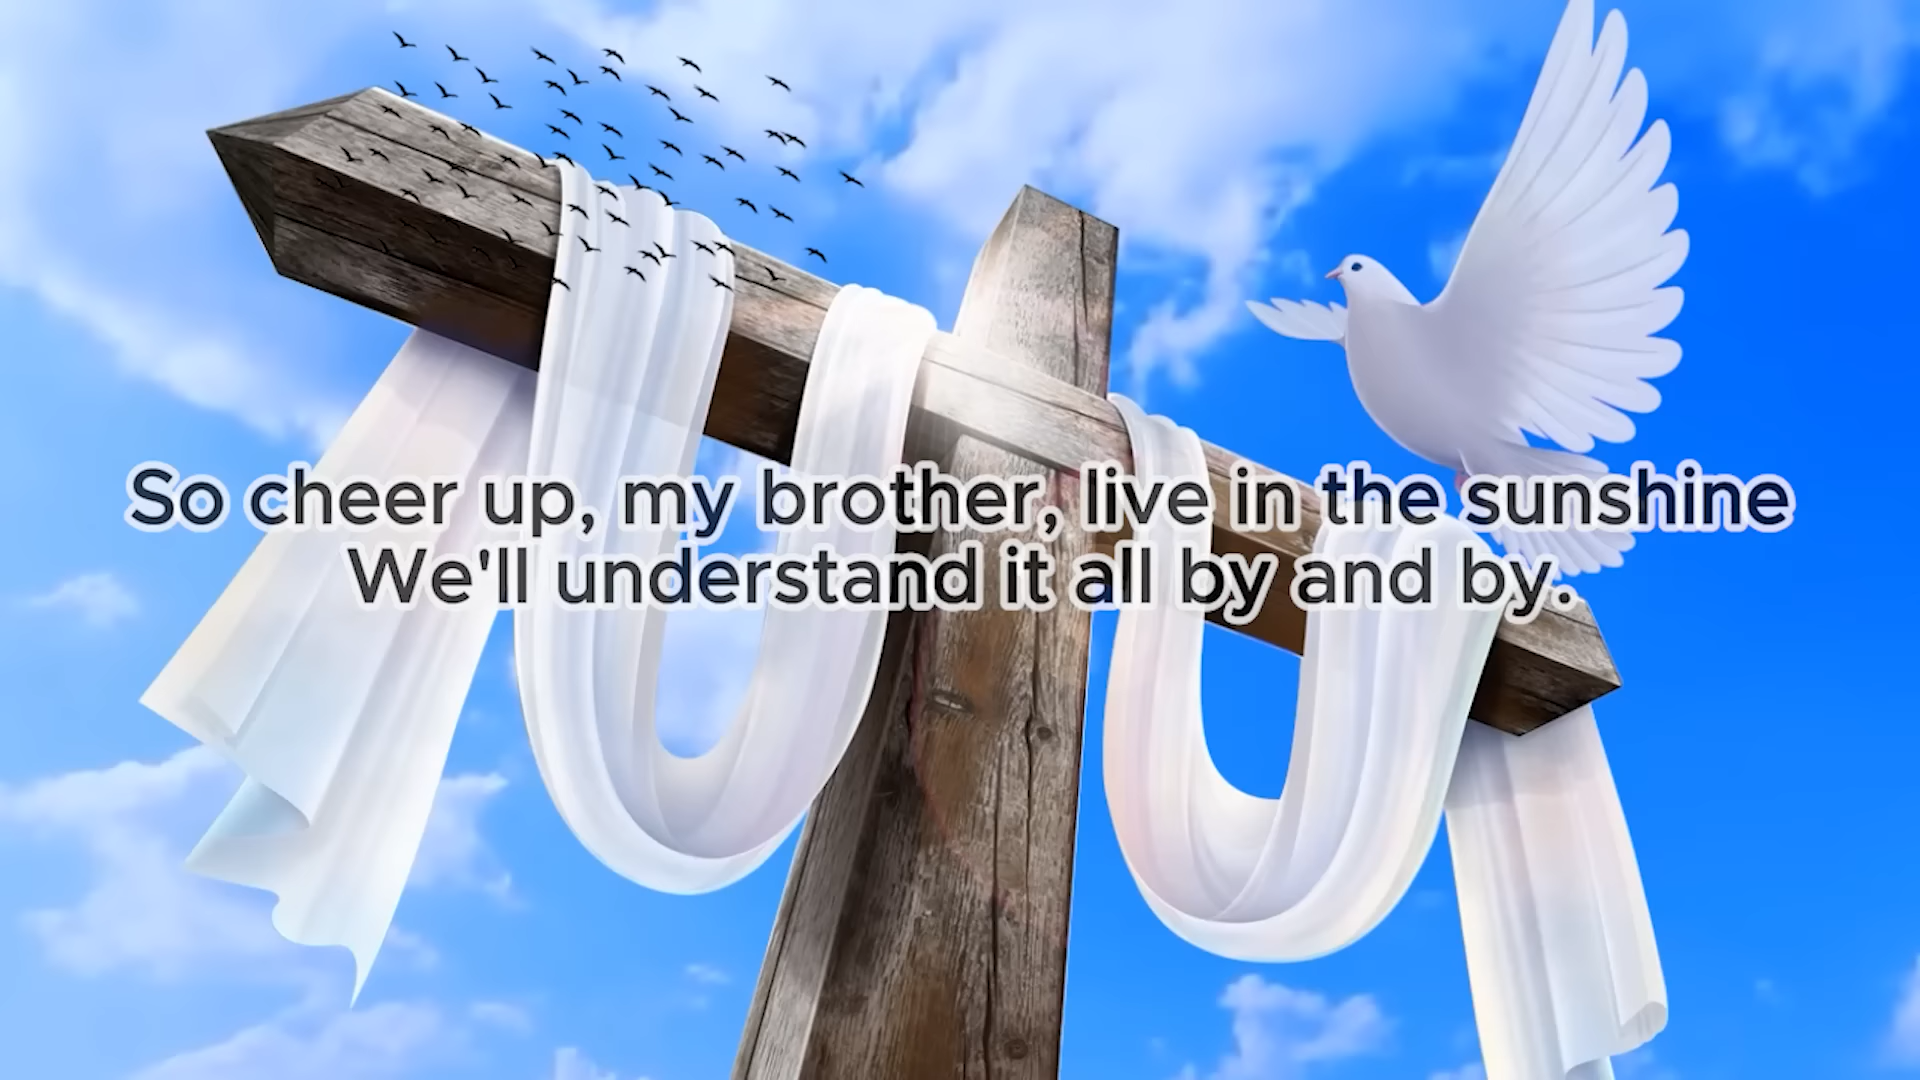 So cheer up, my brother, live in the sunshine
We'll understand it all by and by.